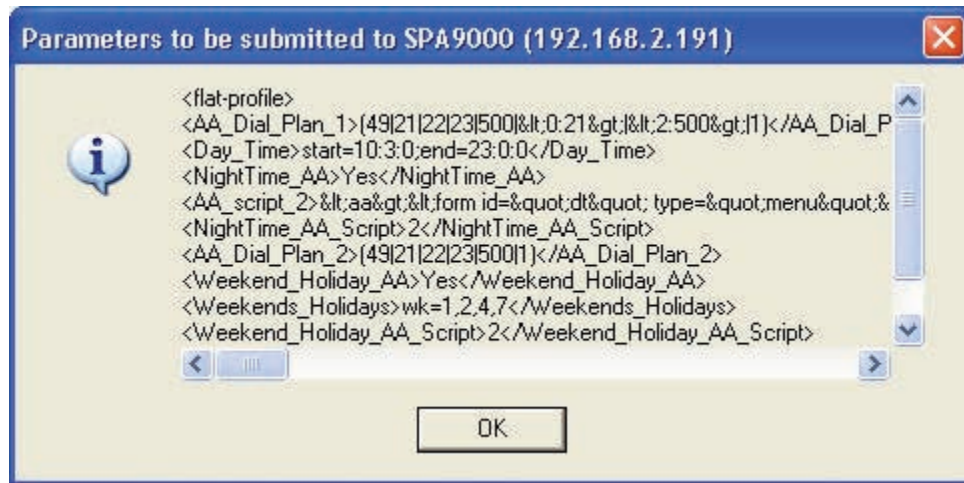 Parameters to be submitted to SPA9000 (192.168.2.191)
<flat-profile>
<AA_Dial_Plan_1>(49|21|22|23|500|&lt;0:21&gt;|&lt;2:500&gt;|1)</AA_Dial_P
<Day_Time>start=10:3:0;end=23:0:0</Day_Time>
<NightTime_AA>Yes</NightTime_AA>
<AA_script_2>&lt;aa&gt;&lt;form id=&quot;dt&quot; type=&quot;menu&quot;&
<NightTime_AA_Script>2</NightTime_AA_Script>
<AA_Dial_Plan_2>(49|21|22|23|500|1)</AA_Dial_Plan_2>
<Weekend_Holiday_AA>Yes</Weekend_Holiday_AA>
<Weekends_Holidays>wk=1,2,4,7</Weekends_Holidays>
<Weekend_Holiday_AA_Script>2</Weekend_Holiday_AA_Script>
OK